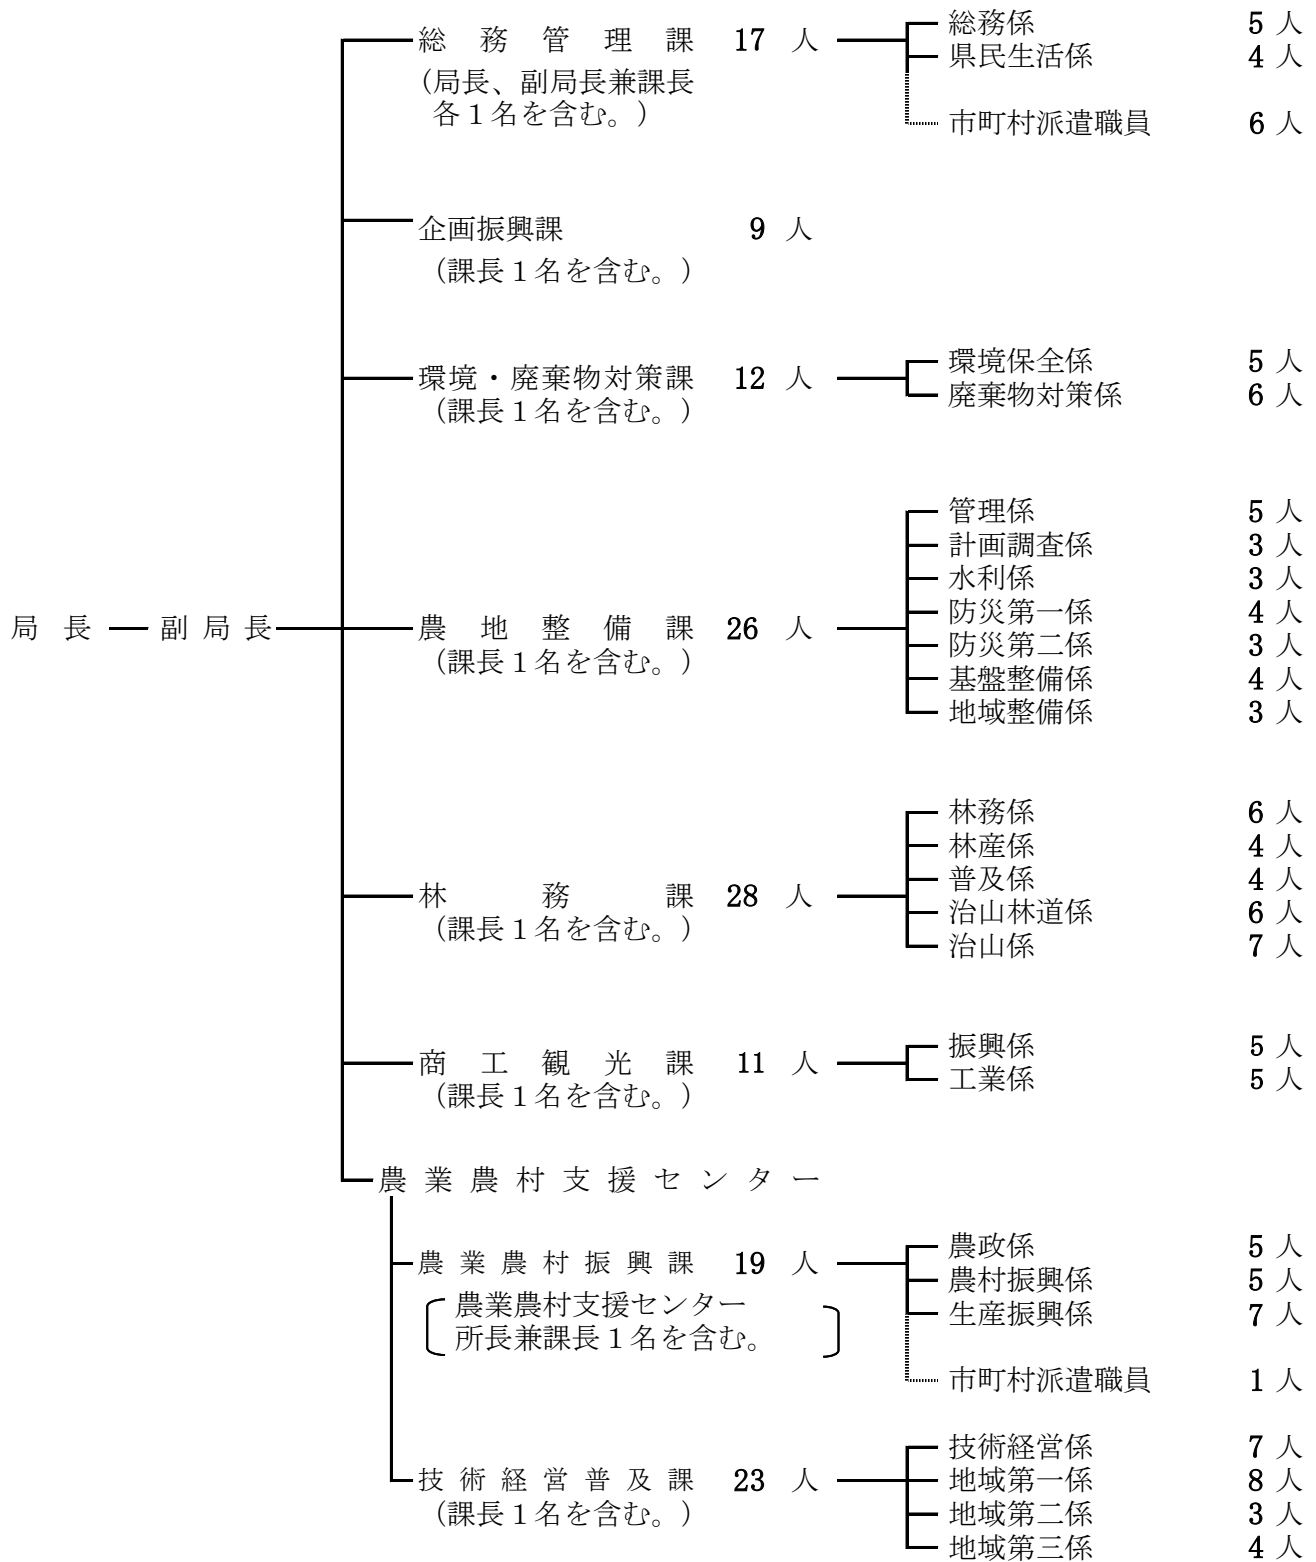 総務管理課 17 人
(局長、副局長兼課長
各1名を含む。)
総務係 5 人
県民生活係 4 人
市町村派遣職員 6 人
企画振興課 9 人
(課長1名を含む。)
環境・廃棄物対策課 12 人
(課長1名を含む。)
環境保全係 5 人
廃棄物対策係 6 人
局長
副局長
農地整備課 26 人
(課長1名を含む。)
管理係 5 人
計画調査係 3 人
水利係 3 人
防災第一係 4 人
防災第二係 3 人
基盤整備係 4 人
地域整備係 3 人
林務課 28 人
(課長1名を含む。)
林務係 6 人
林産係 4 人
普及係 4 人
治山林道係 6 人
治山係 7 人
商工観光課 11 人
(課長1名を含む。)
振興係 5 人
工業係 5 人
農業農村支援センター
農業農村振興課 19 人
農業農村支援センター
所長兼課長1名を含む。
農政係 5 人
農村振興係 5 人
生産振興係 7 人
市町村派遣職員 1 人
技術経営普及課 23 人
(課長1名を含む。)
技術経営係 7 人
地域第一係 8 人
地域第二係 3 人
地域第三係 4 人